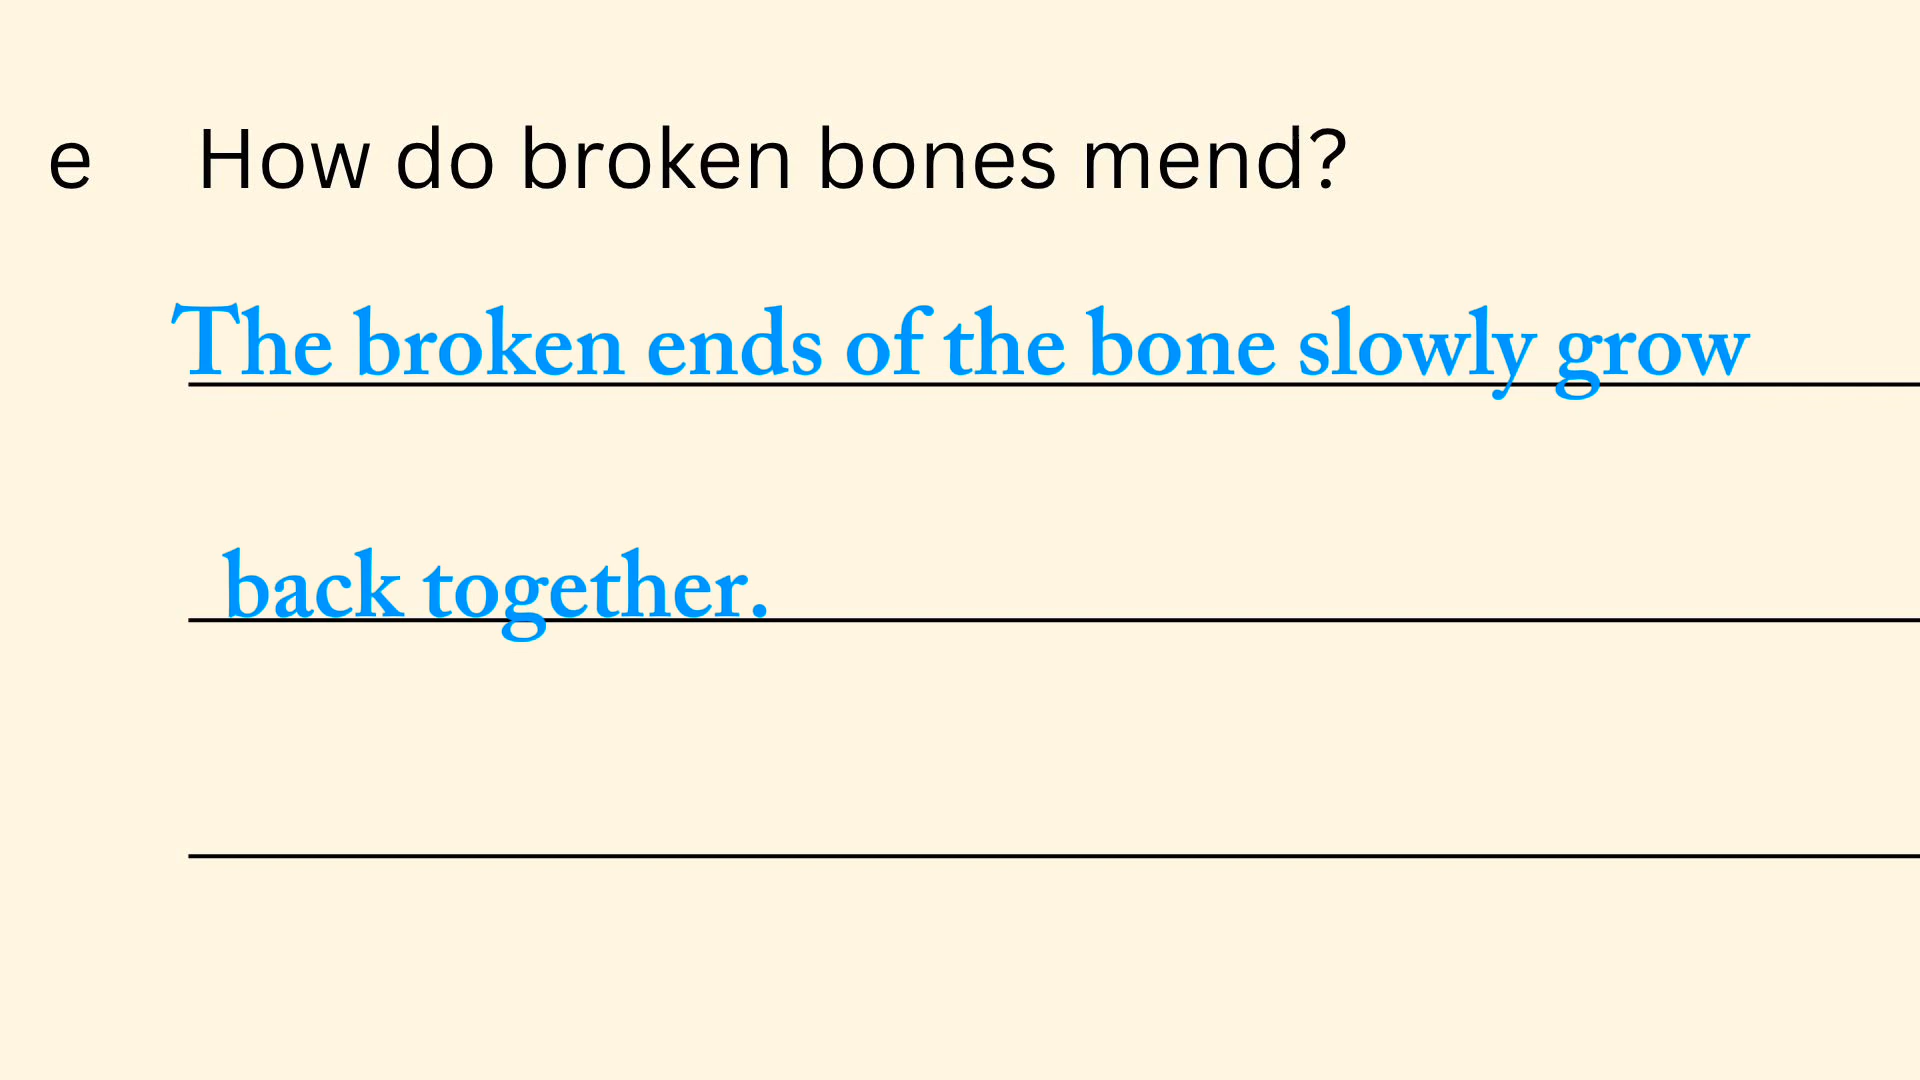 e How do broken bones mend?
The broken ends of the bone slowly grow
back together.